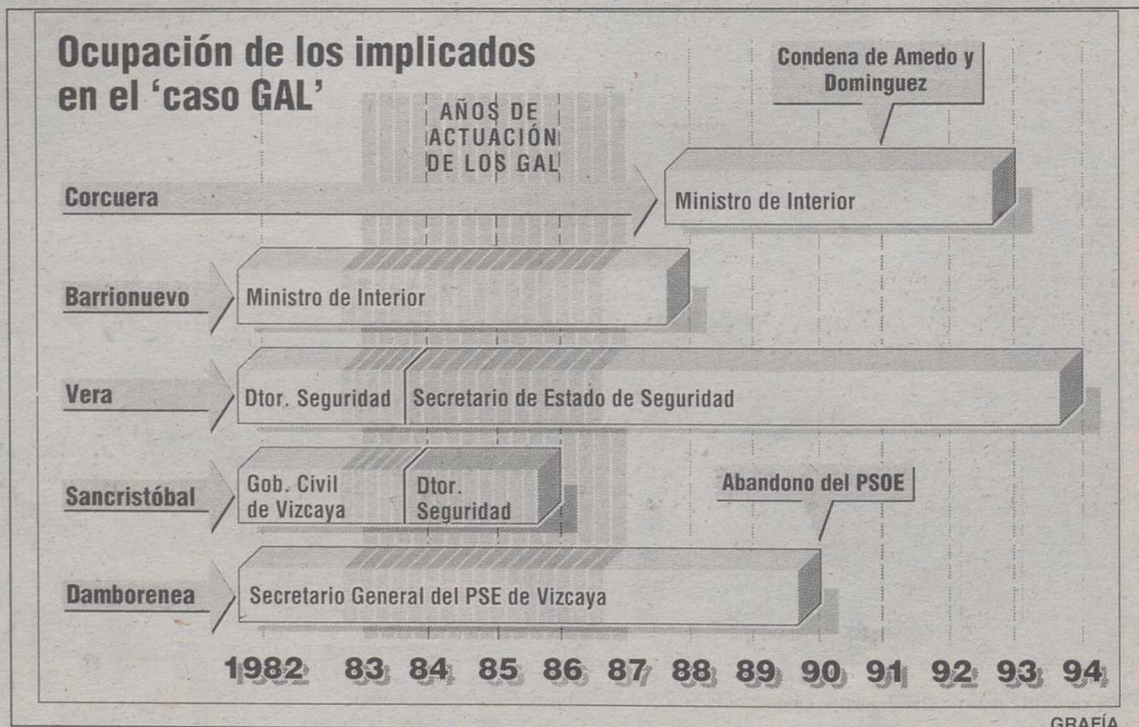 Ocupación de los implicados
en el ‘caso GAL’
AÑOS DE
ACTUACIÓN
DE LOS GAL
Condena de Amedo y
Dominguez
Corcuera
Ministro de Interior
Barrionuevo
Ministro de Interior
Vera
Dtor. Seguridad
Secretario de Estado de Seguridad
Sancristóbal
Gob. Civil
de Vizcaya
Dtor.
Seguridad
Abandono del PSOE
Damborenea
Secretario General del PSE de Vizcaya
1982 83 84 85 86 87 88 89 90 91 92 93 94
GRAFÍA